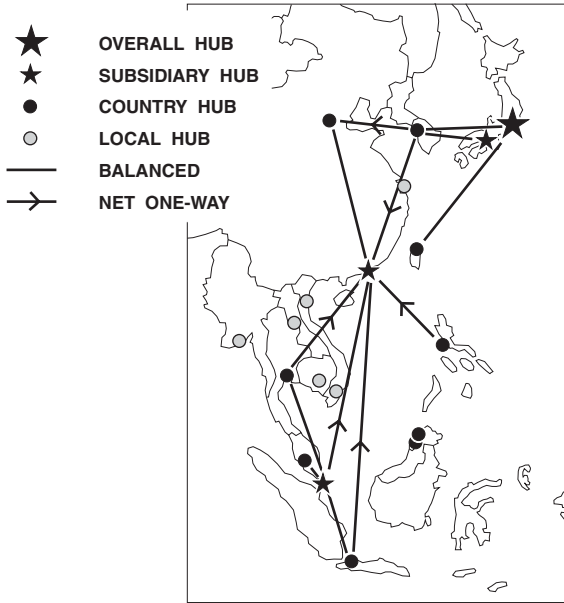 OVERALL HUB
SUBSIDIARY HUB
COUNTRY HUB
LOCAL HUB
BALANCED
NET ONE-WAY